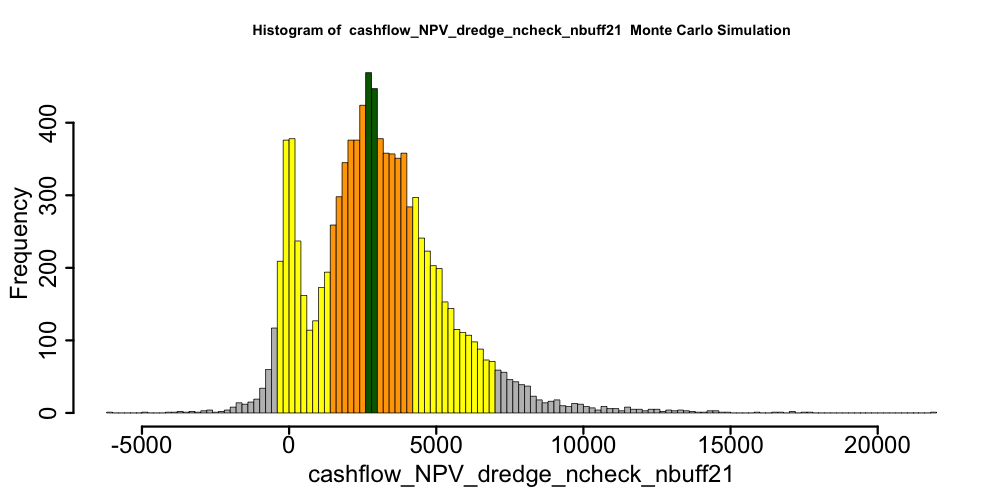 Histogram of cashflow_NPV_dredge_ncheck_nbuff21 Monte Carlo Simulation
Frequency
400
300
200
100
0
-5000 0 5000 10000 15000 20000
cashflow_NPV_dredge_ncheck_nbuff21